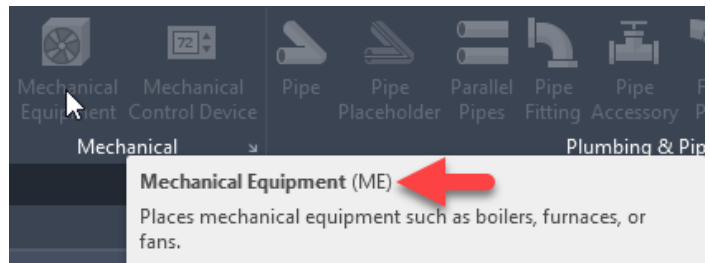 72
Mechanical Equipment
Mechanical Control Device
Pipe
Pipe Placeholder
Parallel Pipes
Pipe Fitting
Pipe Accessory
Mechanical
Plumbing & Pip
Mechanical Equipment (ME)
Places mechanical equipment such as boilers, furnaces, or
fans.